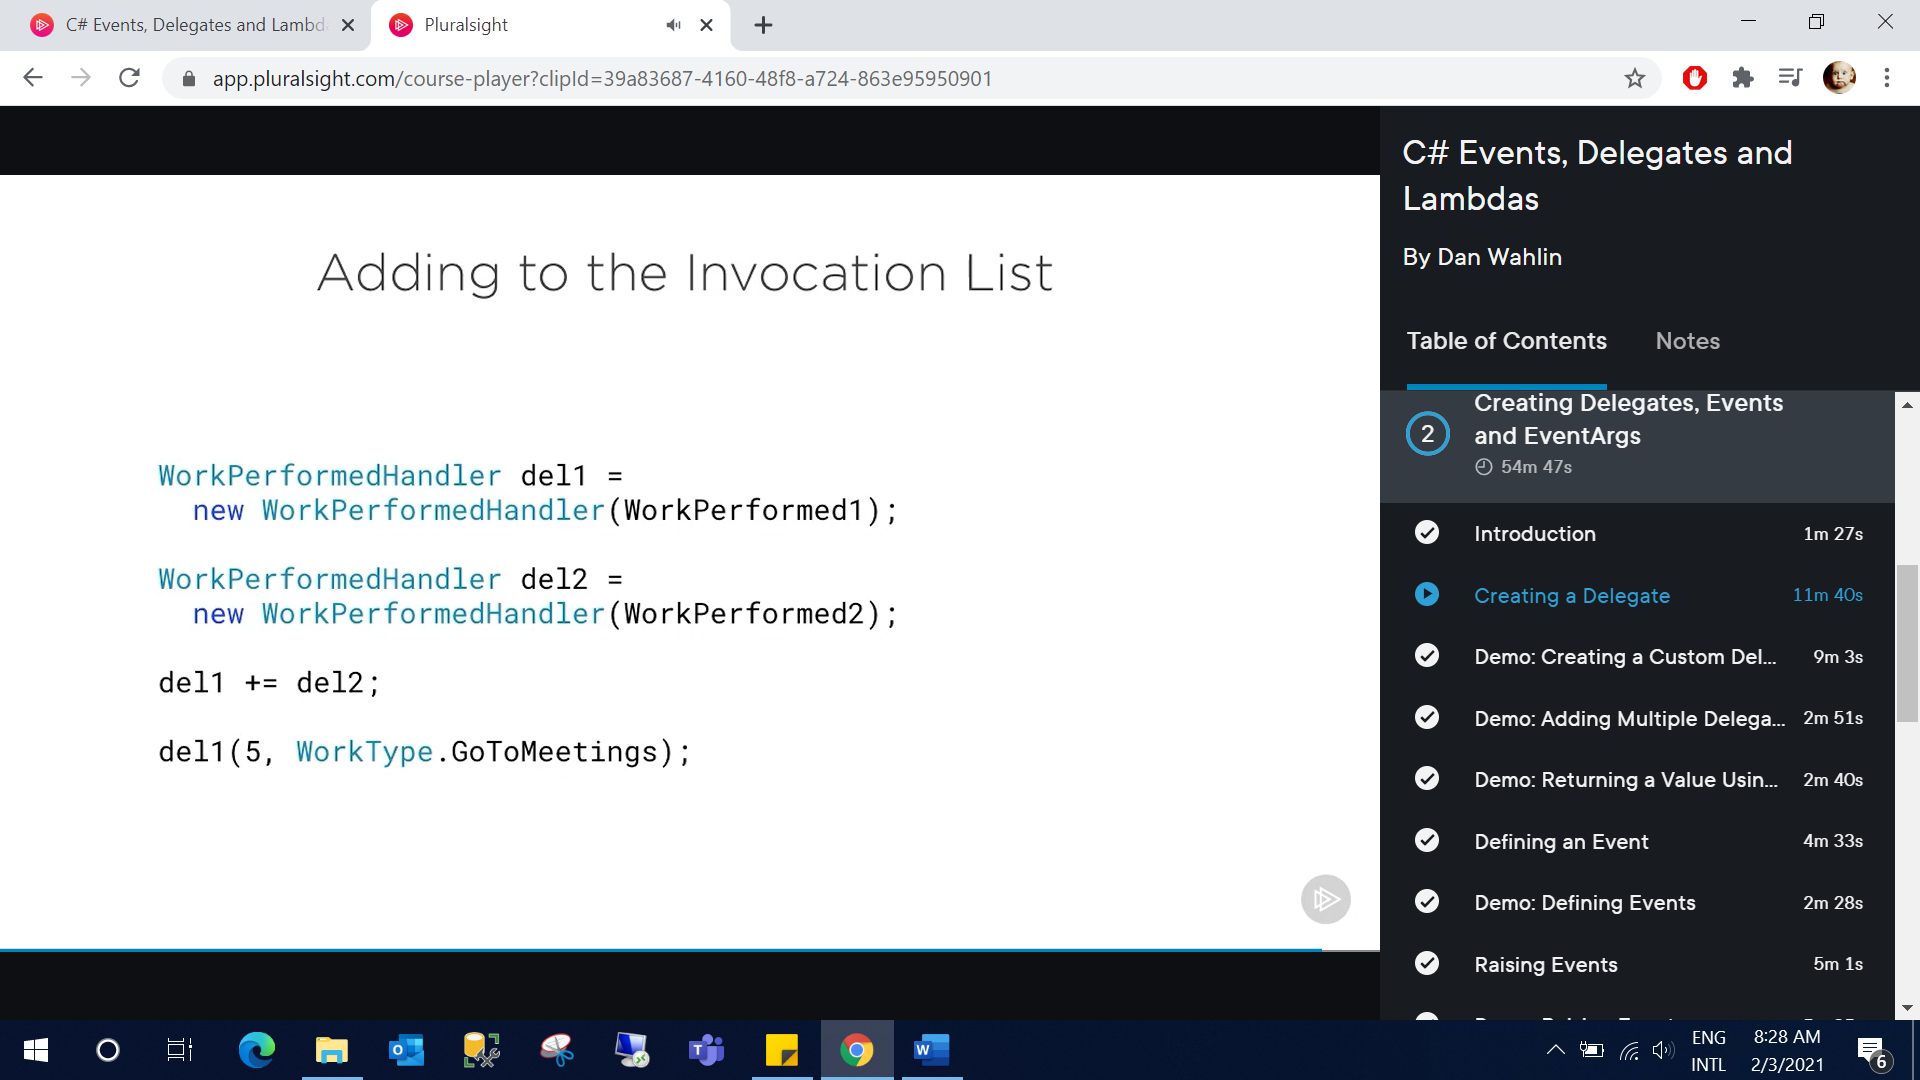 C# Events, Delegates and Lambd
Pluralsight
app.pluralsight.com/course-player?clipId=39a83687-4160-48f8-a724-863e95950901
Adding to the Invocation List
WorkPerformedHandler del1 =
new WorkPerformedHandler(WorkPerformed1);
WorkPerformedHandler del2 =
new WorkPerformedHandler(WorkPerformed2);
del1 += del2;
del1(5, WorkType.GoToMeetings);
C# Events, Delegates and
Lambdas
By Dan Wahlin
Table of Contents Notes
2
Creating Delegates, Events
and EventArgs
54m 47s
Introduction 1m 27s
Creating a Delegate 11m 40s
Demo: Creating a Custom Del... 9m 3s
Demo: Adding Multiple Delega... 2m 51s
Demo: Returning a Value Usin... 2m 40s
Defining an Event 4m 33s
Demo: Defining Events 2m 28s
Raising Events 5m 1s
ENG
INTL
8:28 AM
2/3/2021
6